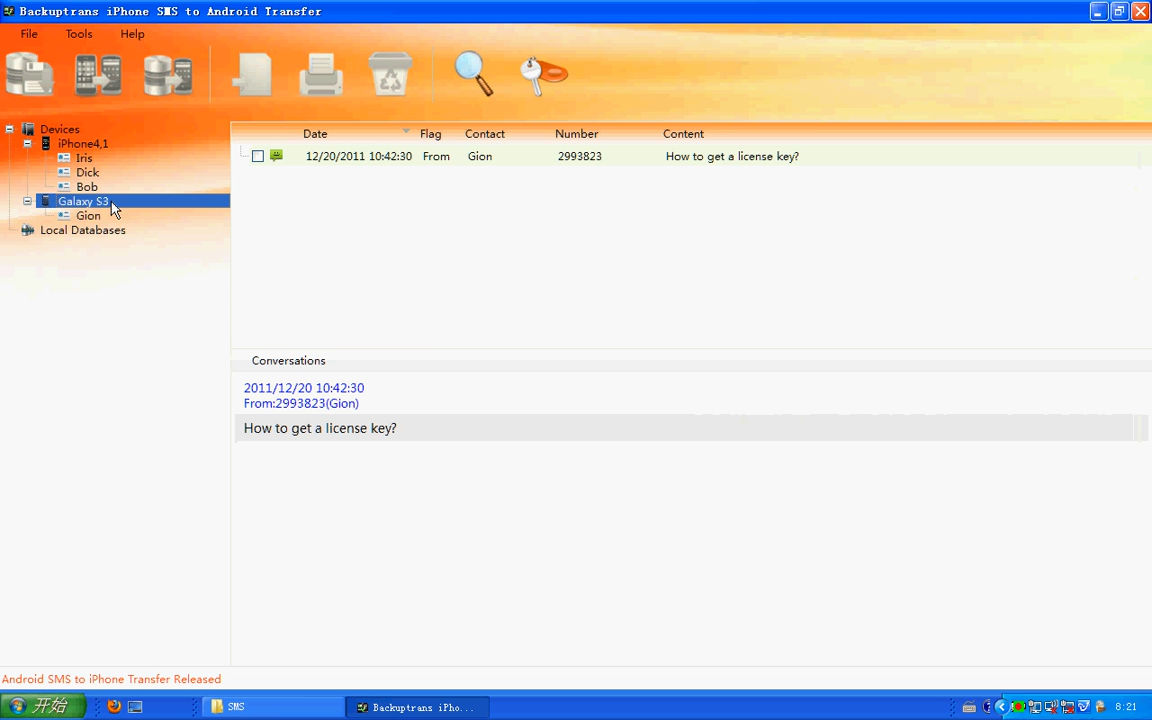 Backuptrans iPhone SMS to Android Transfer
File Tools Help
Devices
iPhone4,1
Iris
Dick
Bob
Galaxy S3
Gion
Local Databases
Date Flag Contact Number Content
12/20/2011 10:42:30 From Gion 2993823 How to get a license key?
Conversations
2011/12/20 10:42:30
From:2993823(Gion)
How to get a license key?
Android SMS to iPhone Transfer Released
开始 SMS Backuptrans iPho... 8:21